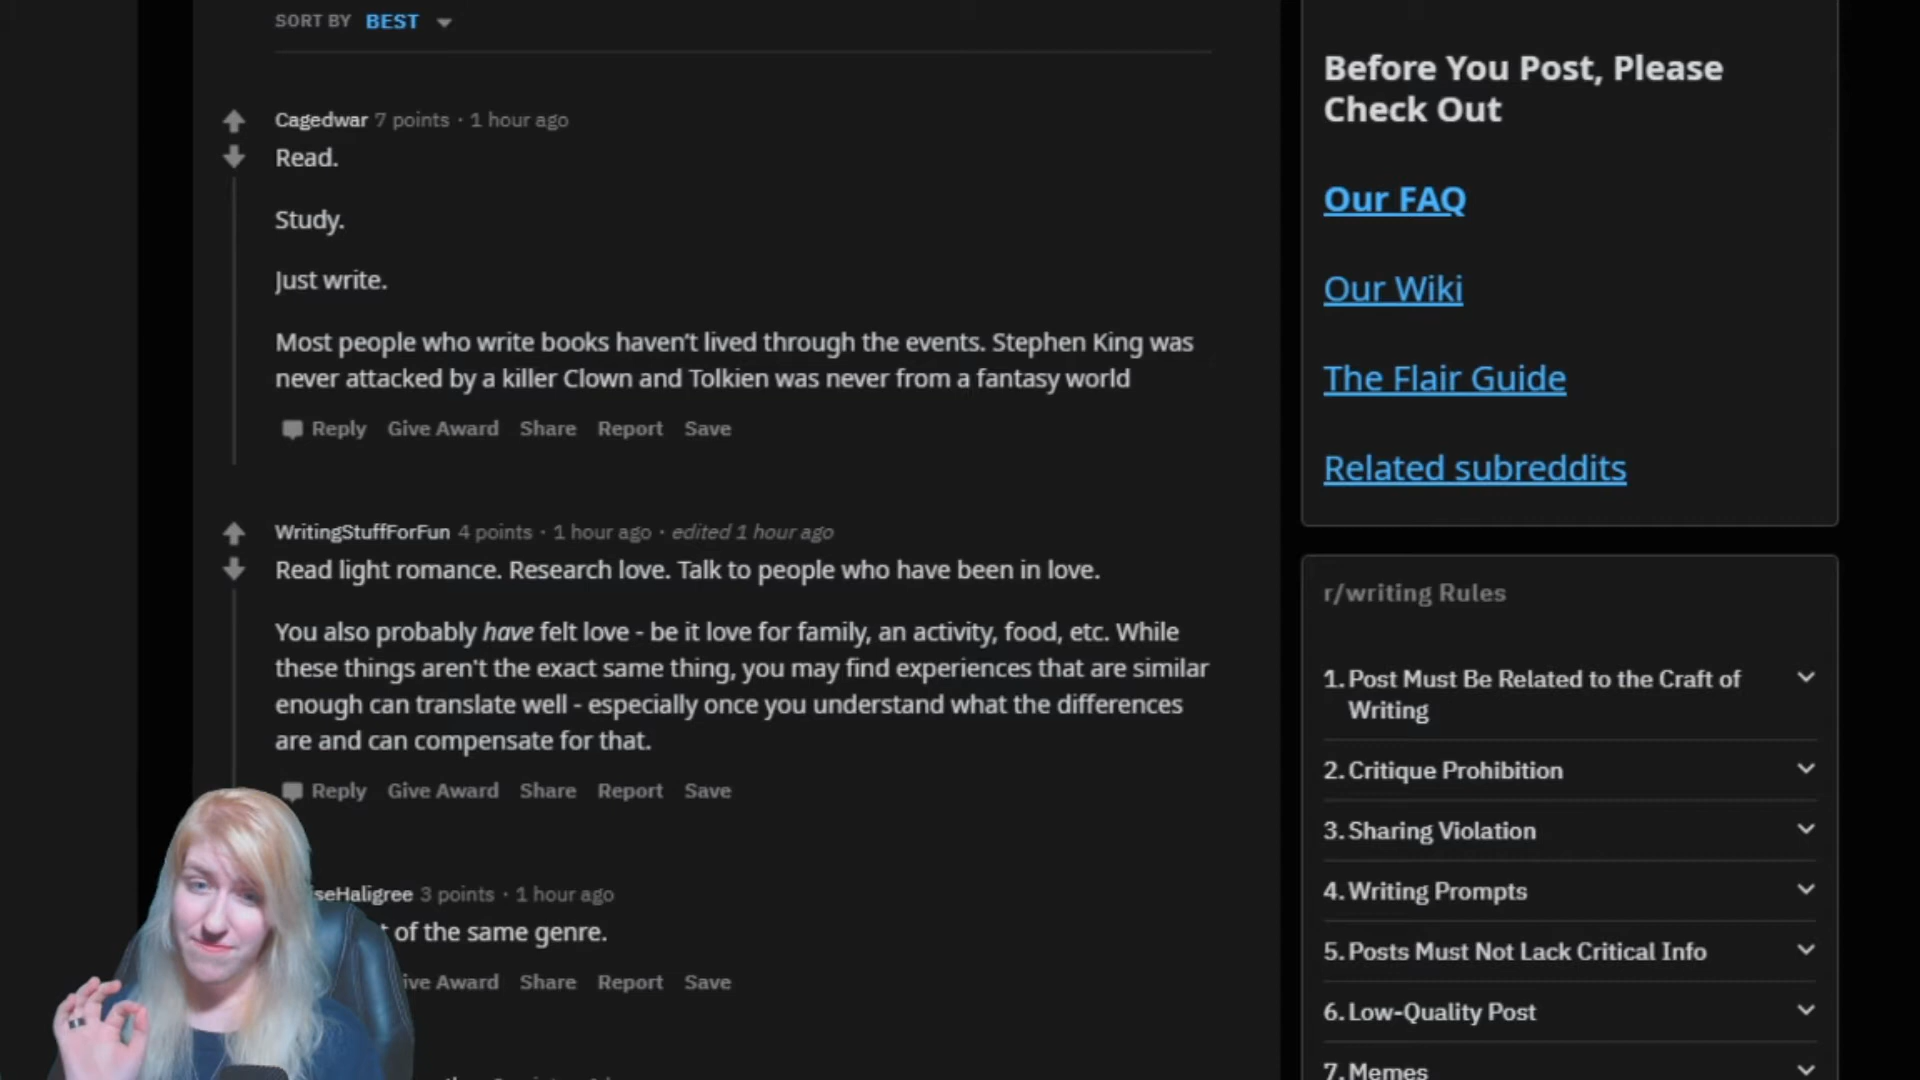 SORT BY BEST
Cagedwar 7 points · 1 hour ago
Read.
Study.
Just write.
Most people who write books haven't lived through the events. Stephen King was
never attacked by a killer Clown and Tolkien was never from a fantasy world
Reply Give Award Share Report Save
WritingStuffForFun 4 points · 1 hour ago · edited 1 hour ago
Read light romance. Research love. Talk to people who have been in love.
You also probably have felt love - be it love for family, an activity, food, etc. While
these things aren't the exact same thing, you may find experiences that are similar
enough can translate well - especially once you understand what the differences
are and can compensate for that.
Reply Give Award Share Report Save
seHaligree 3 points · 1 hour ago
of the same genre.
ive Award Share Report Save
Before You Post, Please
Check Out
Our FAQ
Our Wiki
The Flair Guide
Related subreddits
r/writing Rules
1. Post Must Be Related to the Craft of
Writing
2. Critique Prohibition
3. Sharing Violation
4. Writing Prompts
5. Posts Must Not Lack Critical Info
6. Low-Quality Post
7. Memes